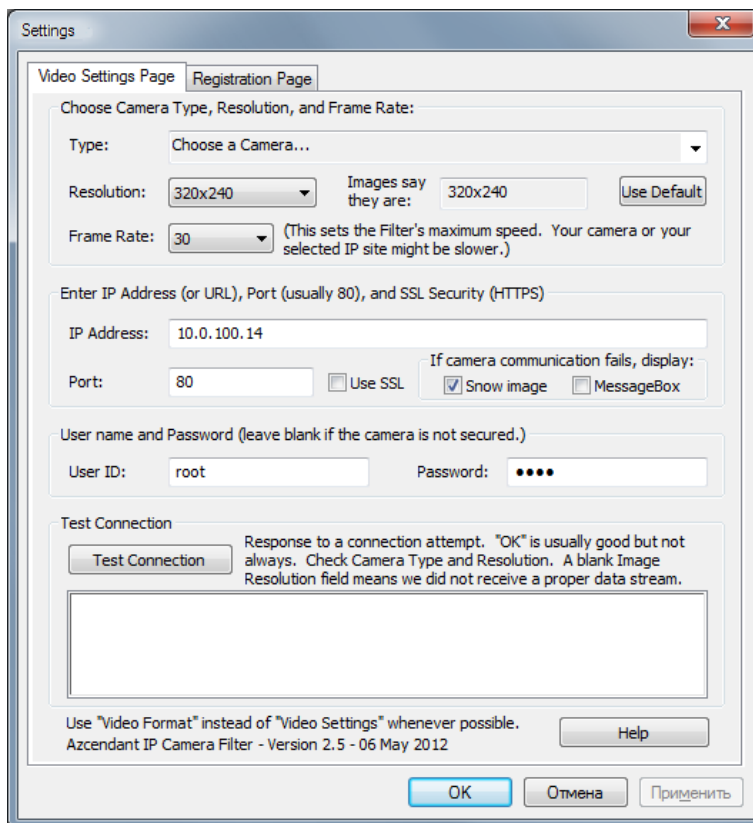 Settings
Video Settings Page
Registration Page
Choose Camera Type, Resolution, and Frame Rate:
Type:
Choose a Camera...
Resolution:
320x240
Images say
they are:
320x240
Use Default
Frame Rate:
30
(This sets the Filter's maximum speed. Your camera or your
selected IP site might be slower.)
Enter IP Address (or URL), Port (usually 80), and SSL Security (HTTPS)
IP Address:
10.0.100.14
If camera communication fails, display:
Port:
80
Use SSL
Snow image
MessageBox
User name and Password (leave blank if the camera is not secured.)
User ID:
root
Password:
••••
Test Connection
Test Connection
Response to a connection attempt. "OK" is usually good but not
always. Check Camera Type and Resolution. A blank Image
Resolution field means we did not receive a proper data stream.
Use "Video Format" instead of "Video Settings" whenever possible.
Azcendant IP Camera Filter - Version 2.5 - 06 May 2012
Help
OK
Отмена
Применить